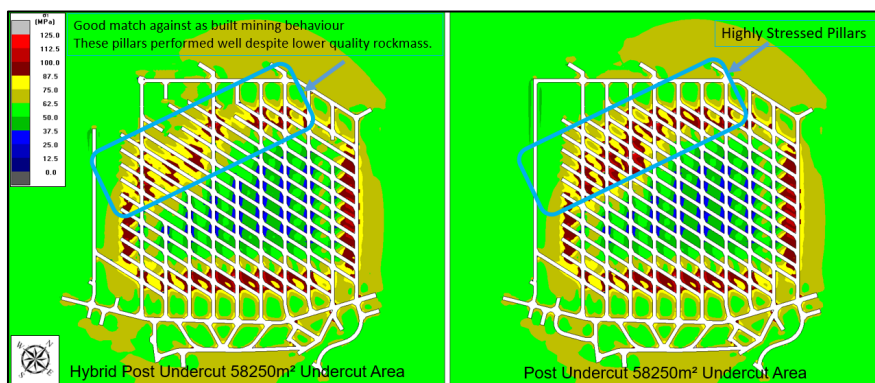 σ1
[MPa]
125.0
112.5
100.0
87.5
75.0
62.5
50.0
37.5
25.0
12.5
0.0
Good match against as built mining behaviour
These pillars performed well despite lower quality rockmass.
Highly Stressed Pillars
W N
S E
Hybrid Post Undercut 58250m² Undercut Area
Post Undercut 58250m² Undercut Area